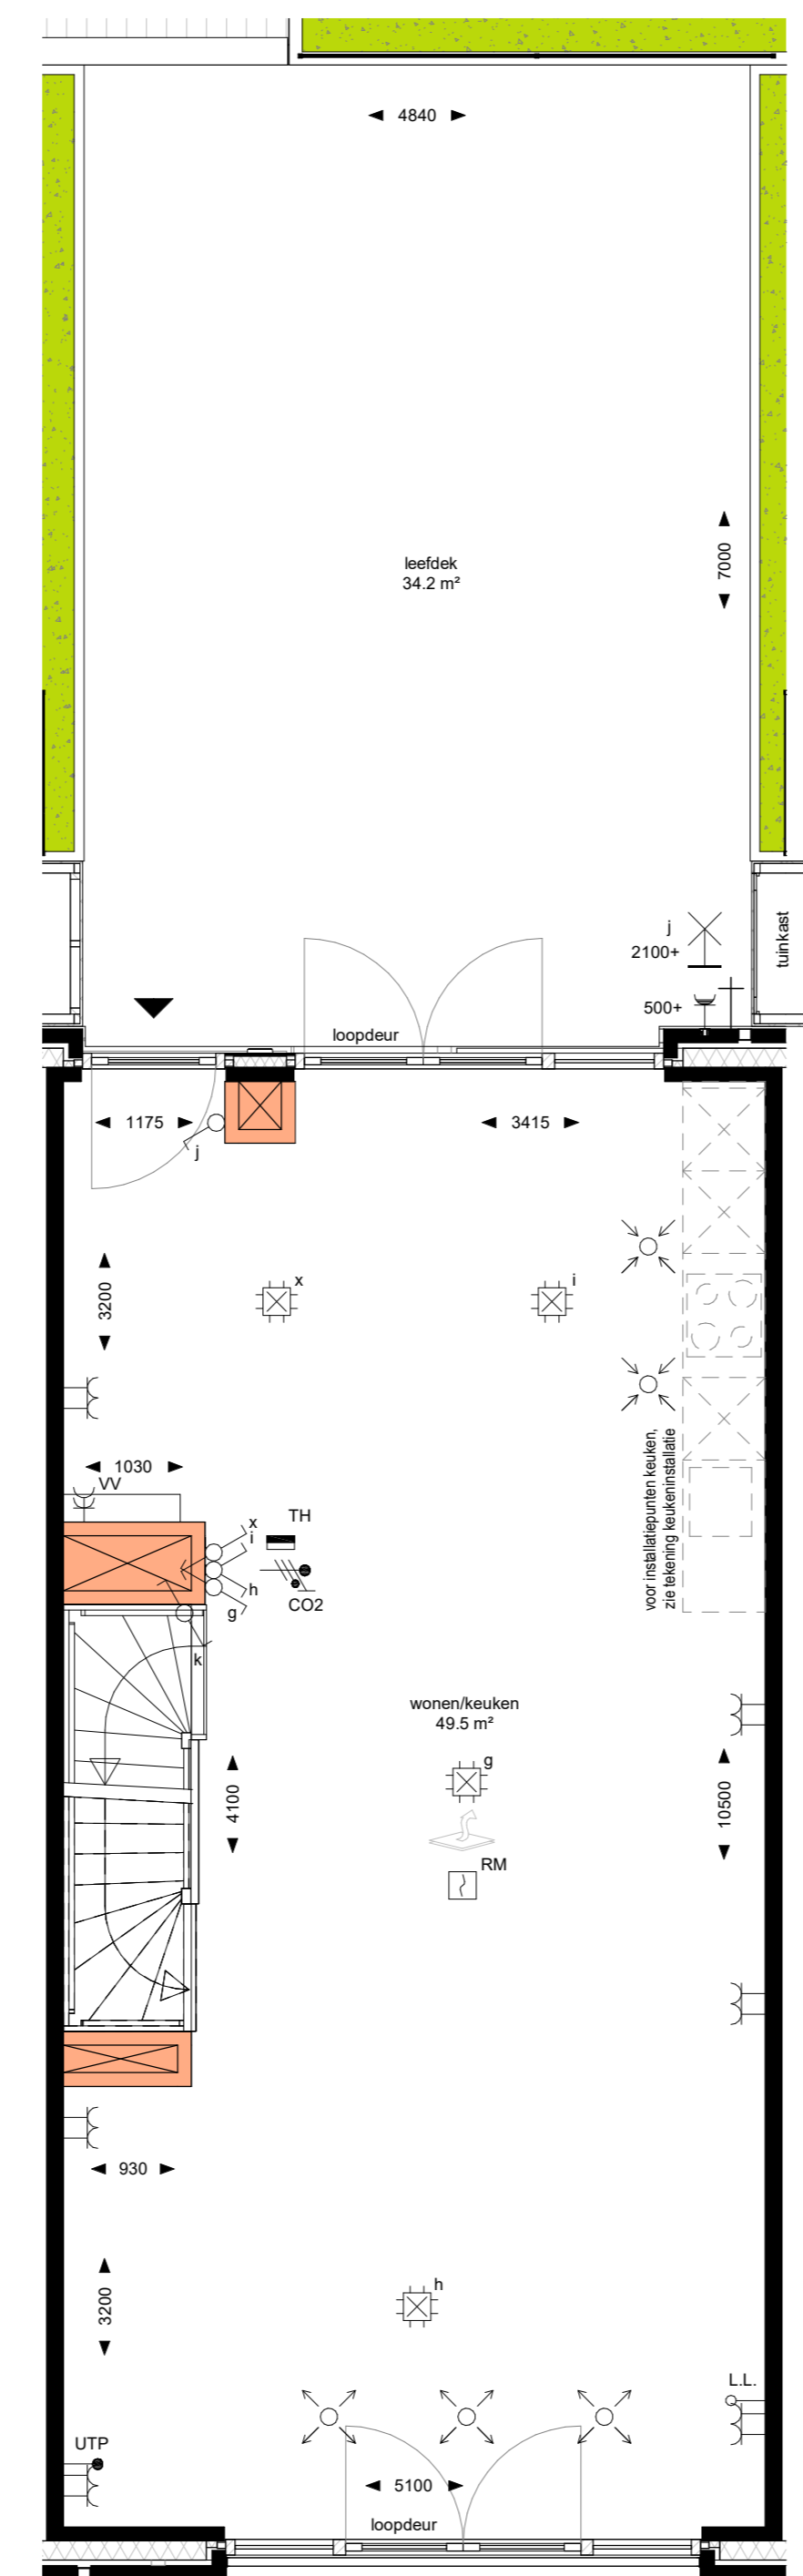 4840
leefdek
34.2 m²
7000
j
2100+
tuinkast
500+
loopdeur
1175
j
3415
3200
x
i
1030
VV
voor installatiepunten keuken,
zie tekening keukeninstallatie
x
i
TH
h
g
CO2
k
wonen/keuken
49.5 m²
g
4100
10500
RM
930
3200
h
L.L.
UTP
5100
loopdeur